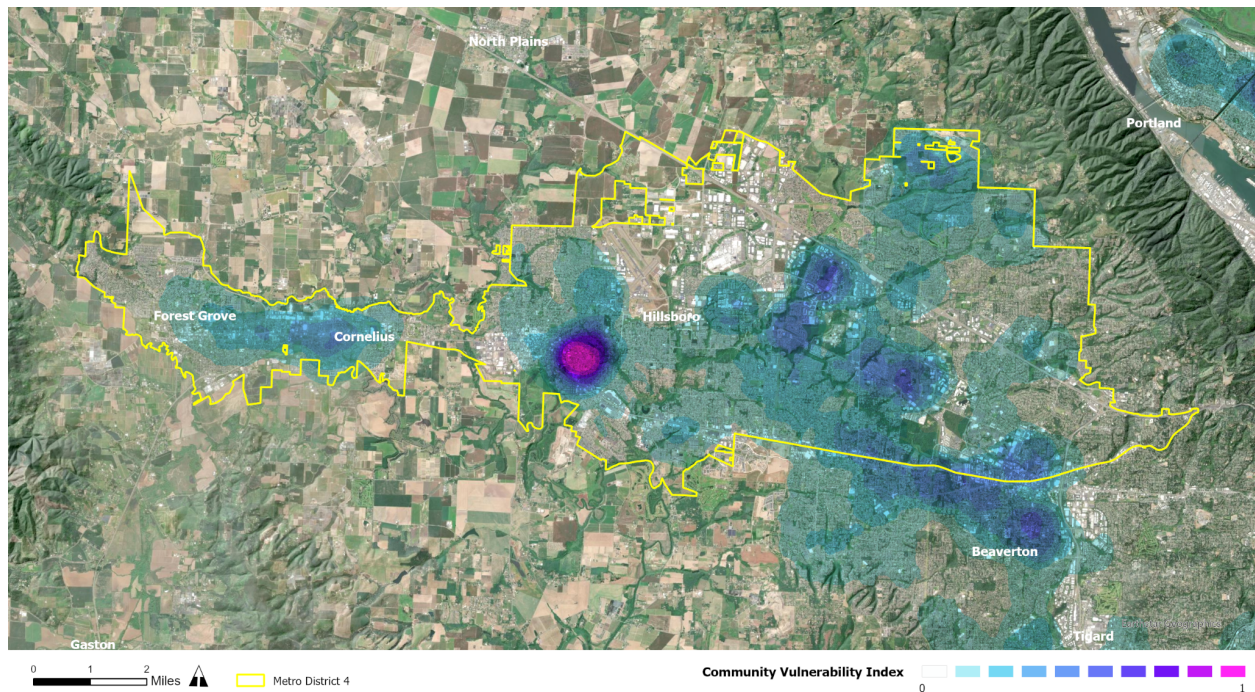 North Plains
Portland
Forest Grove
Hillsboro
Cornelius
Beaverton
Tigard
Gaston
0 1 2
Miles
Metro District 4
Community Vulnerability Index
0 1